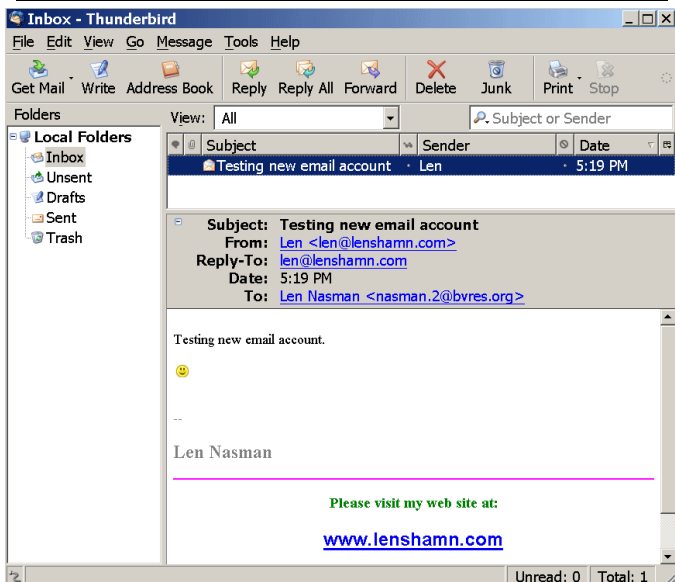 Inbox - Thunderbird
File Edit View Go Message Tools Help
Get Mail Write Address Book Reply Reply All Forward Delete Junk Print Stop
Folders
View: All Subject or Sender
Local Folders
Inbox
Unsent
Drafts
Sent
Trash
Subject Sender Date
Testing new email account Len 5:19 PM
Subject: Testing new email account
From: Len <len@lenshamn.com>
Reply-To: len@lenshamn.com
Date: 5:19 PM
To: Len Nasman <nasman.2@bvres.org>
Testing new email account.
--
Len Nasman
Please visit my web site at:
www.lenshamn.com
Unread: 0 Total: 1